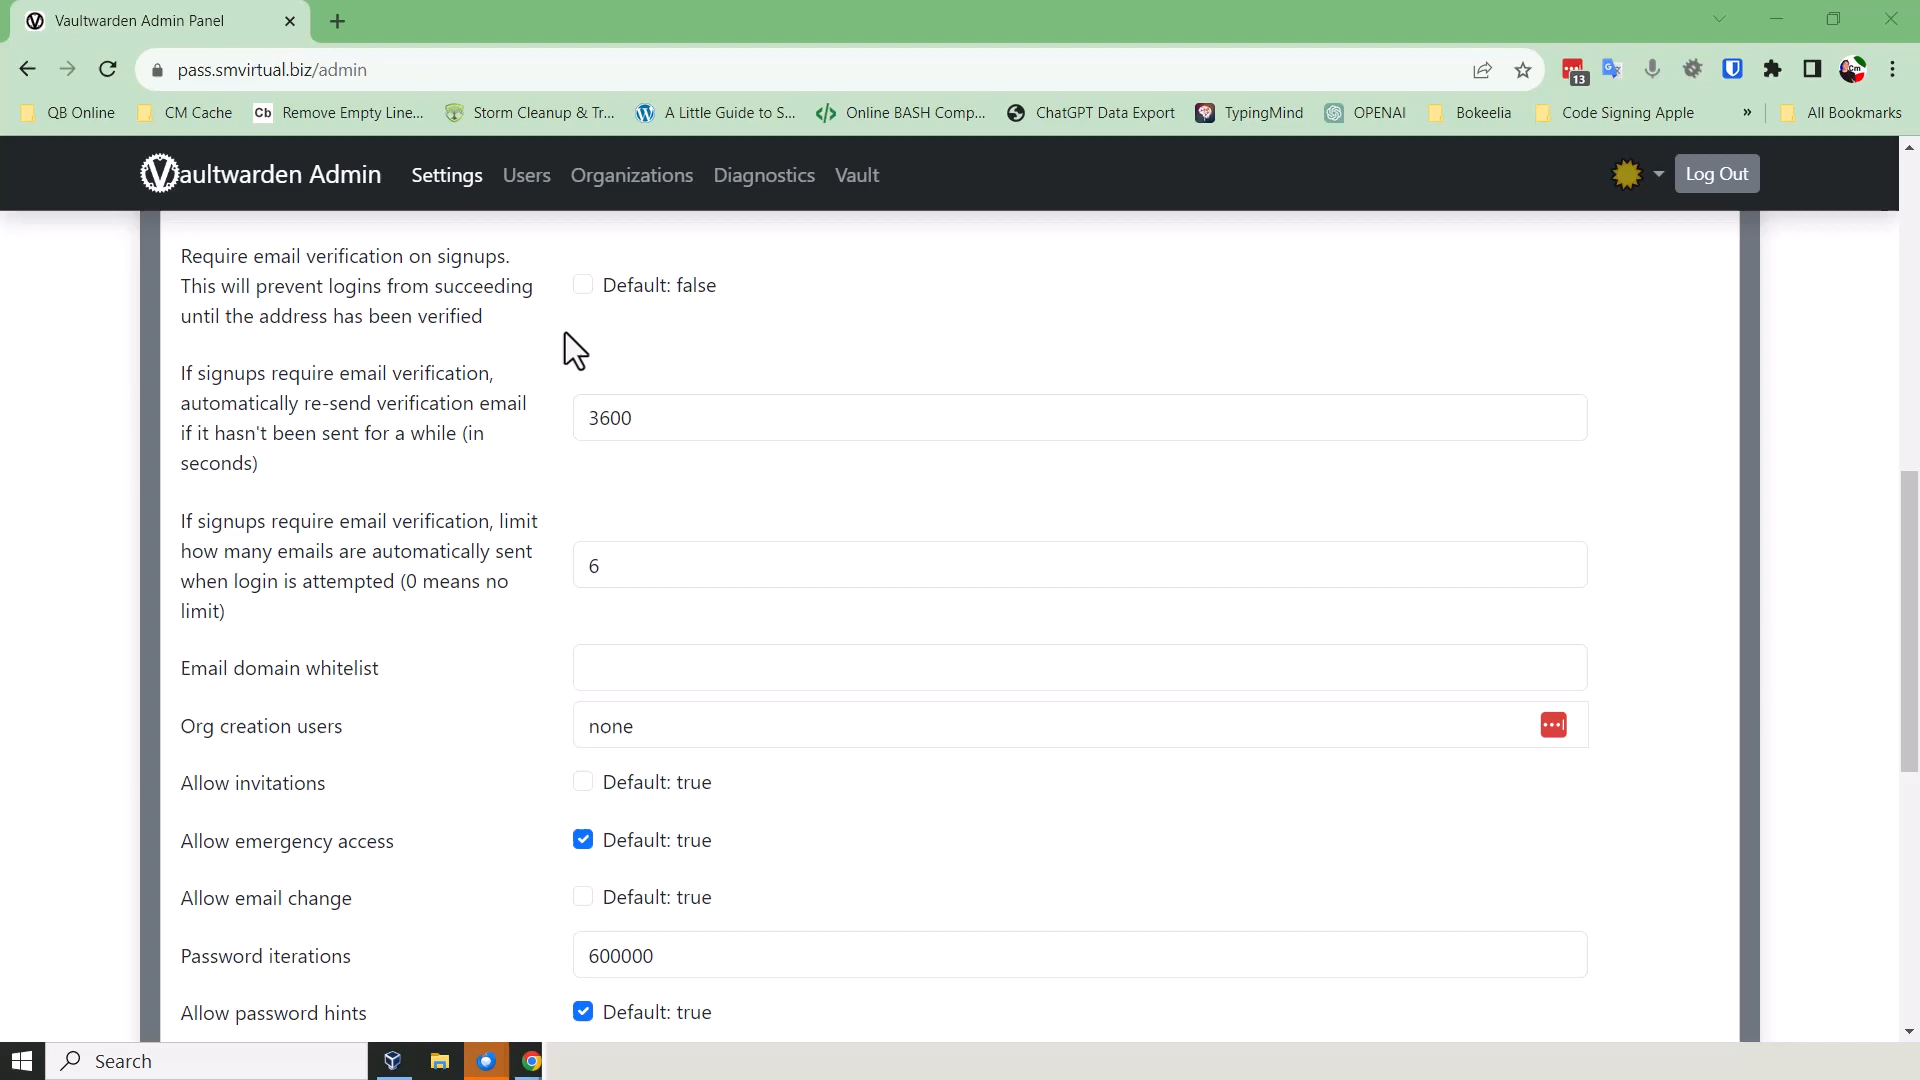 Vaultwarden Admin Panel
pass.smvirtual.biz/admin
13
QB Online
CM Cache
Cb Remove Empty Line...
Storm Cleanup & Tr...
A Little Guide to S...
Online BASH Comp...
ChatGPT Data Export
TypingMind
OPENAI
Bokeelia
Code Signing Apple
»
All Bookmarks
Vaultwarden Admin
Settings
Users
Organizations
Diagnostics
Vault
Log Out
Require email verification on signups.
This will prevent logins from succeeding
until the address has been verified
Default: false
If signups require email verification,
automatically re-send verification email
if it hasn't been sent for a while (in
seconds)
3600
If signups require email verification, limit
how many emails are automatically sent
when login is attempted (0 means no
limit)
6
Email domain whitelist
Org creation users
none
Allow invitations
Default: true
Allow emergency access
Default: true
Allow email change
Default: true
Password iterations
600000
Allow password hints
Default: true
Search